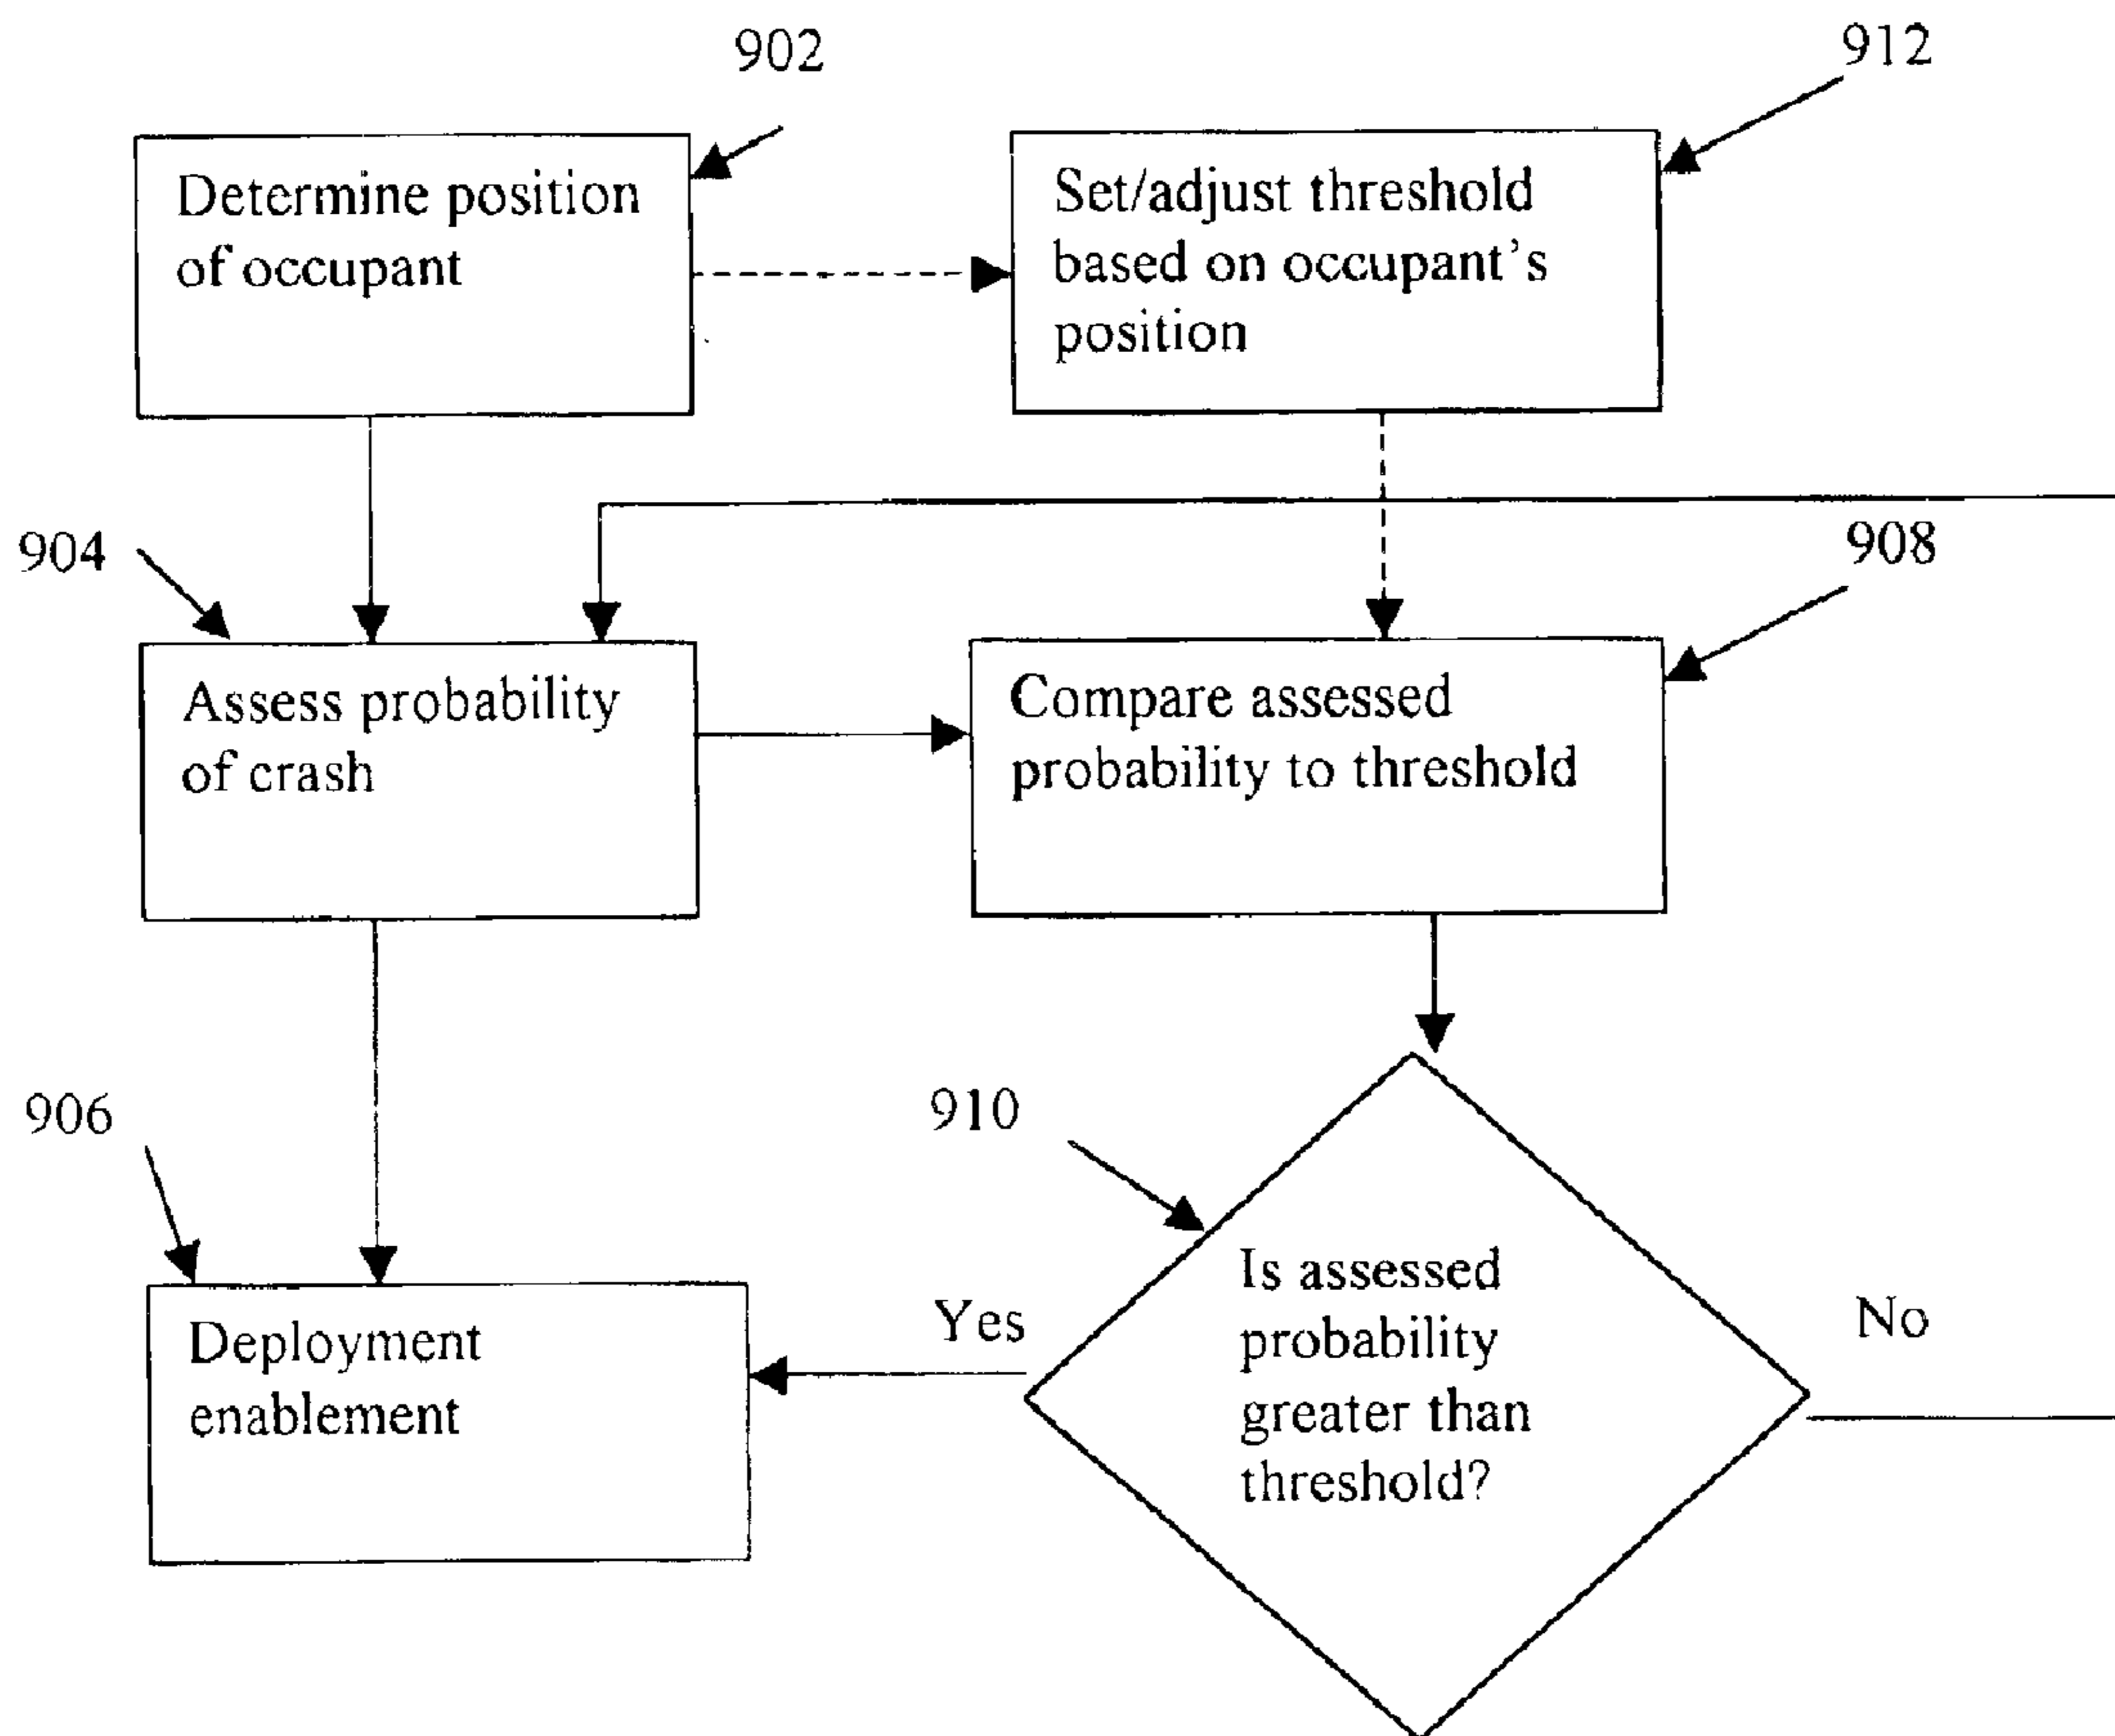 902
912
Determine position
of occupant
Set/adjust threshold
based on occupant's
position
904
908
Assess probability
of crash
Compare assessed
probability to threshold
906
910
Deployment
enablement
Yes
Is assessed
probability
greater than
threshold?
No